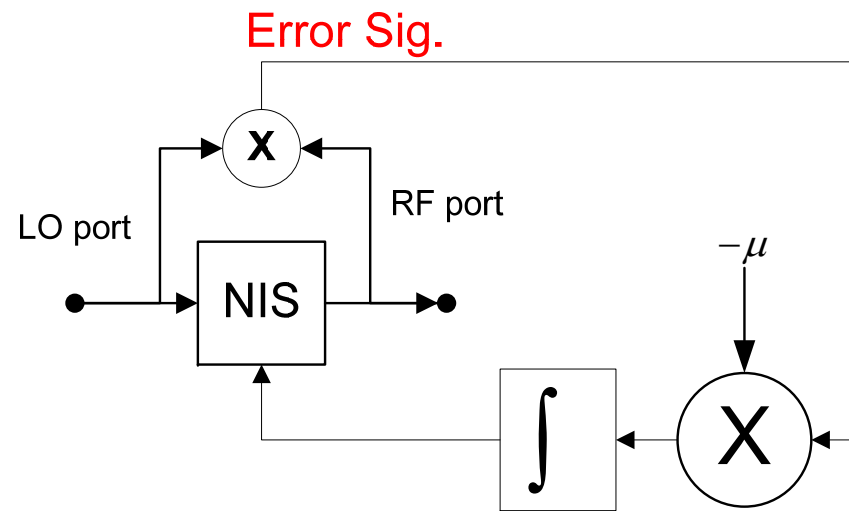 Error Sig.
X
LO port
RF port
NIS
−μ
∫
X